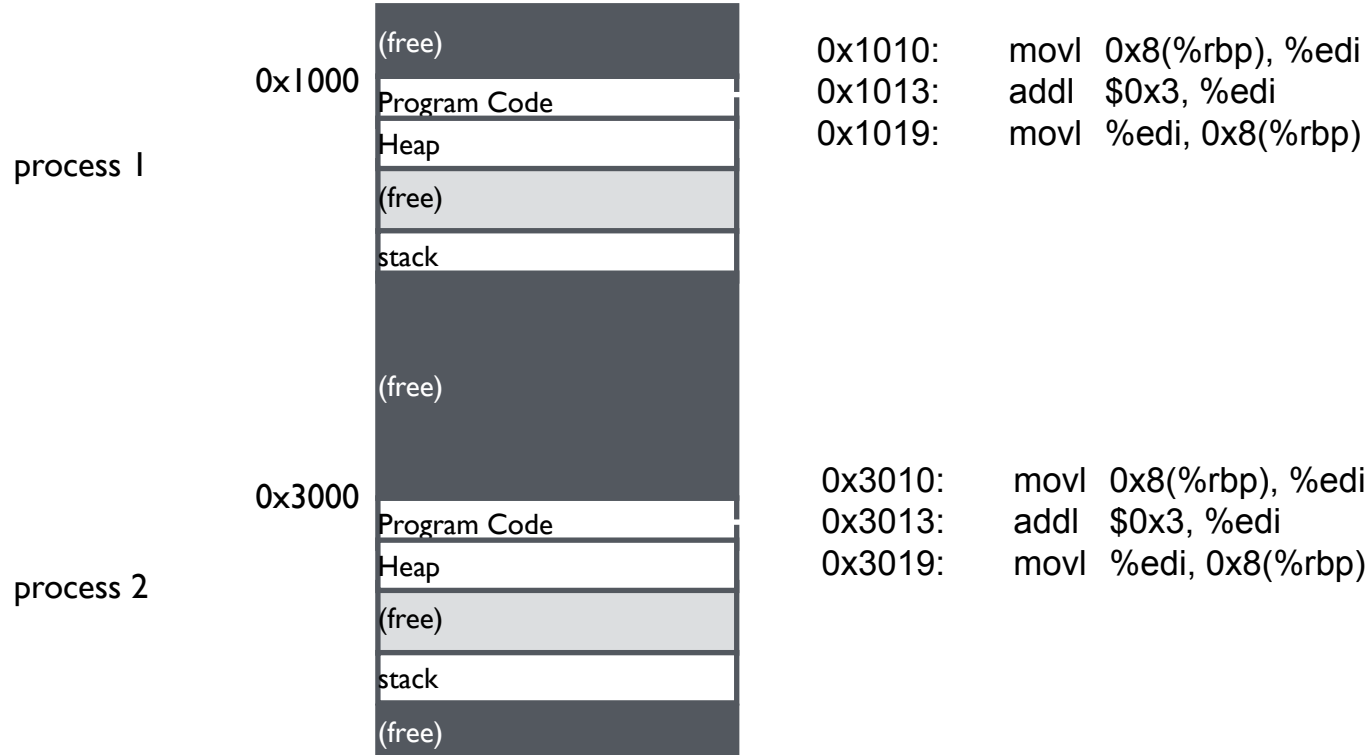 (free)
0x1000
Program Code
Heap
(free)
stack
process 1
0x1010: movl 0x8(%rbp), %edi
0x1013: addl $0x3, %edi
0x1019: movl %edi, 0x8(%rbp)
(free)
0x3000
Program Code
Heap
(free)
stack
(free)
process 2
0x3010: movl 0x8(%rbp), %edi
0x3013: addl $0x3, %edi
0x3019: movl %edi, 0x8(%rbp)